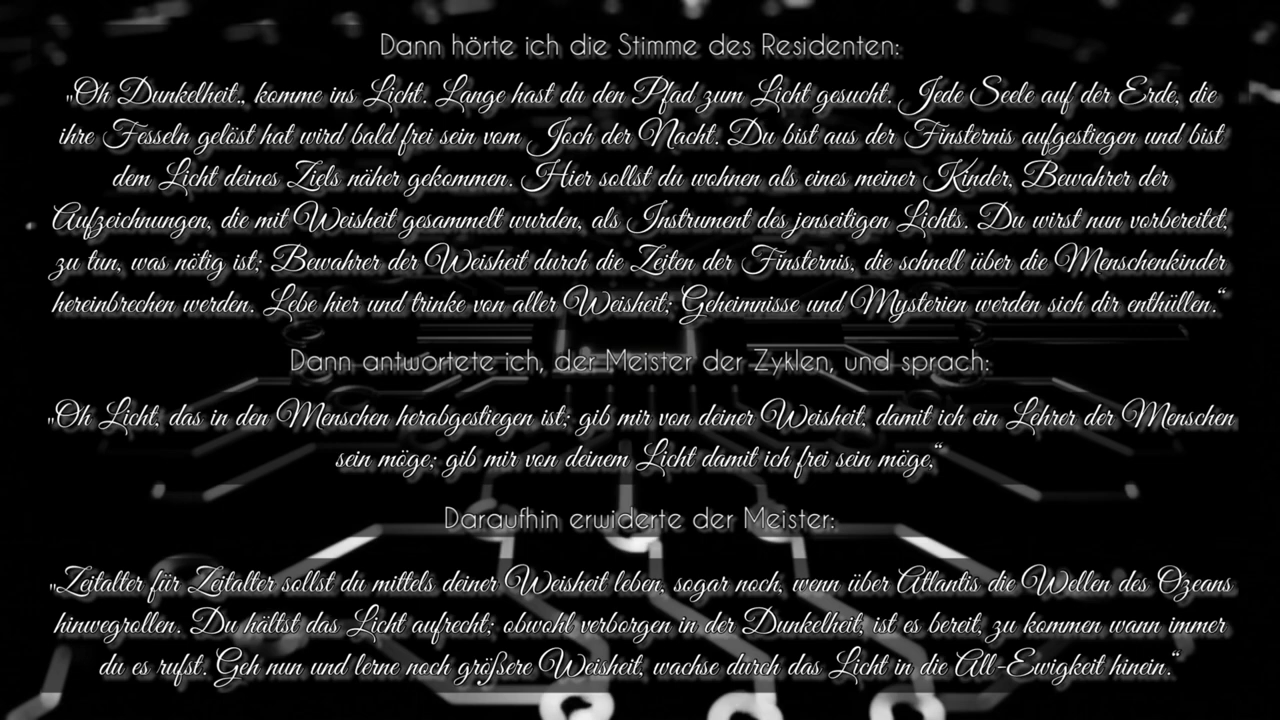 Dann hörte ich die Stimme des Residenten:
„Oh Dunkelheit„ komme ins Licht. Lange hast du den Pfad zum Licht gesucht. Jede Seele auf der Erde, die
ihre Fesseln gelöst hat wird bald frei sein vom Joch der Nacht. Du bist aus der Finsternis aufgestiegen und bist
dem Licht deines Ziels näher gekommen. Hier sollst du wohnen als eines meiner Kinder, Bewahrer der
Aufzeichnungen, die mit Weisheit gesammelt wurden, als Instrument des jenseitigen Lichts. Du wirst nun vorbereitet,
zu tun, was nötig ist; Bewahrer der Weisheit durch die Zeiten der Finsternis, die schnell über die Menschenkinder
hereinbrechen werden. Lebe hier und trinke von aller Weisheit; Geheimnisse und Mysterien werden sich dir enthüllen.“
Dann antwortete ich, der Meister der Zyklen, und sprach:
„Oh Licht, das in den Menschen herabgestiegen ist; gib mir von deiner Weisheit, damit ich ein Lehrer der Menschen
sein möge; gib mir von deinem Licht damit ich frei sein möge.“
Daraufhin erwiderte der Meister:
„Zeitalter für Zeitalter sollst du mittels deiner Weisheit leben, sogar noch, wenn über Atlantis die Wellen des Ozeans
hinwegrollen. Du hältst das Licht aufrecht; obwohl verborgen in der Dunkelheit, ist es bereit, zu kommen wann immer
du es rufst. Geh nun und lerne noch größere Weisheit, wachse durch das Licht in die All-Ewigkeit hinein.“